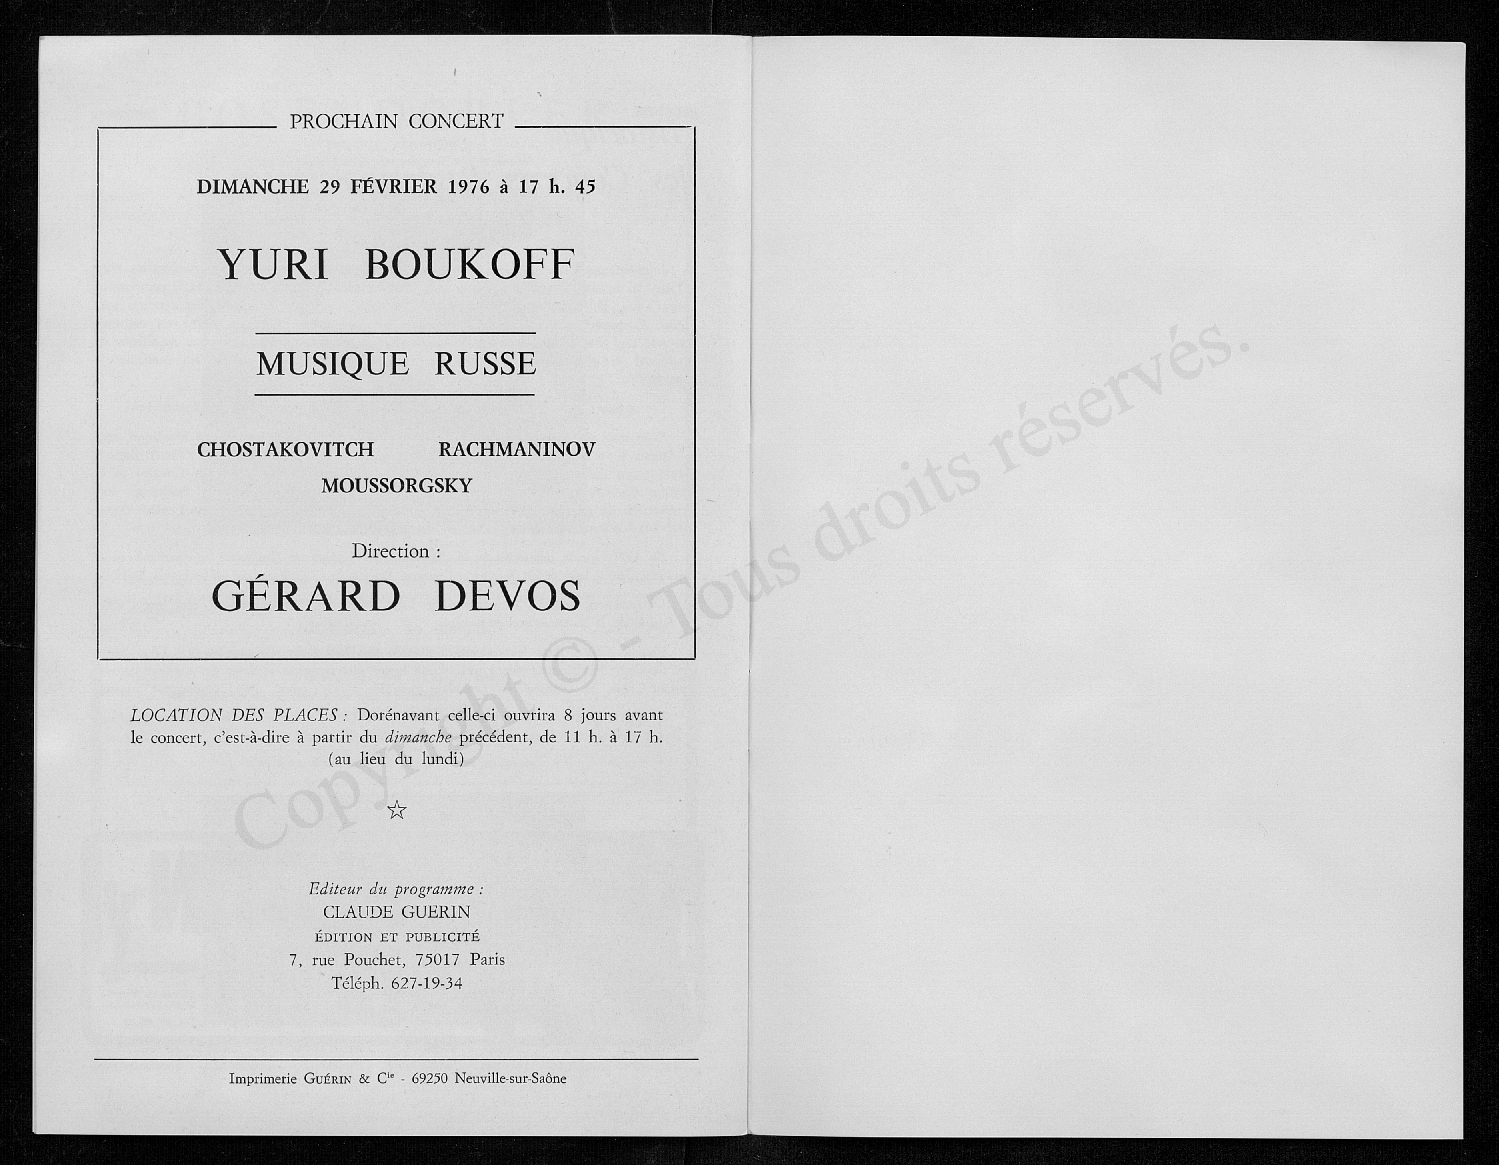 PROCHAIN CONCERT
DIMANCHE 29 FÉVRIER 1976 à 17 h. 45
YURI BOUKOFF
MUSIQUE RUSSE
CHOSTAKOVITCH RACHMANINOV
MOUSSORGSKY
Direction :
GÉRARD DEVOS
LOCATION DES PLACES : Dorénavant celle-ci ouvrira 8 jours avant
le concert, c'est-à-dire à partir du dimanche précédent, de 11 h. à 17 h.
(au lieu du lundi)
Editeur du programme :
CLAUDE GUERIN
ÉDITION ET PUBLICITÉ
7, rue Pouchet, 75017 Paris
Téléph. 627-19-34
Imprimerie GUÉRIN & Cie - 69250 Neuville-sur-Saône
Copyright © - Tous droits réservés.